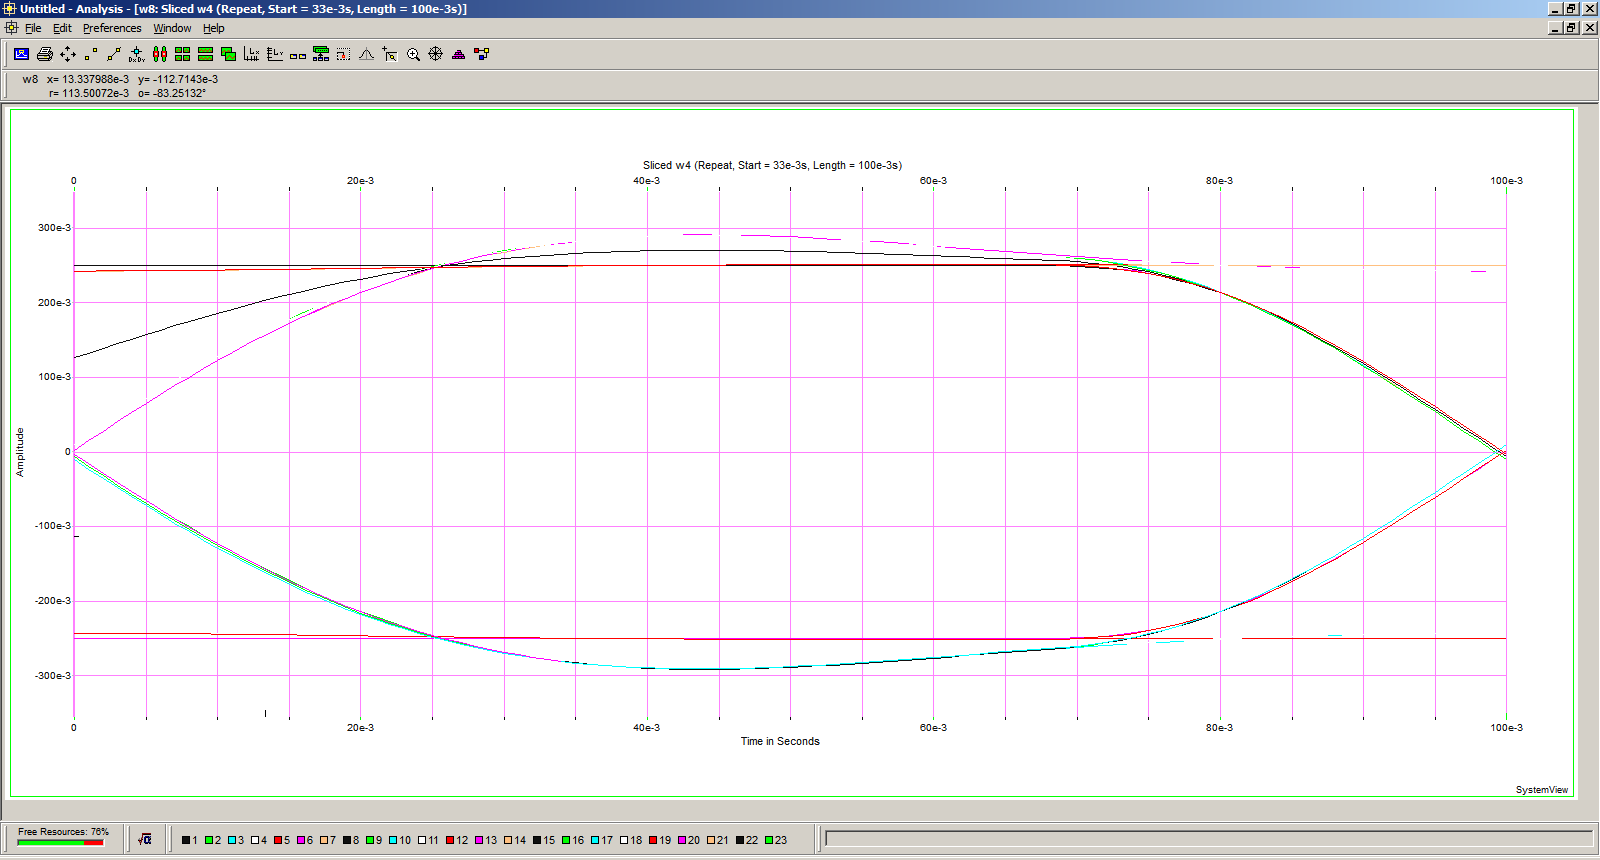 Untitled - Analysis - [w8: Sliced w4 (Repeat, Start = 33e-3s, Length = 100e-3s)]
File Edit Preferences Window Help
w8 x= 13.337988e-3 y= -112.7143e-3
r= 113.50072e-3 o= -83.25132°
Sliced w4 (Repeat, Start = 33e-3s, Length = 100e-3s)
0 20e-3 40e-3 60e-3 80e-3 100e-3
300e-3
200e-3
100e-3
0
-100e-3
-200e-3
-300e-3
Amplitude
0 20e-3 40e-3 60e-3 80e-3 100e-3
Time in Seconds
SystemView
Free Resources: 76%
1 2 3 4 5 6 7 8 9 10 11 12 13 14 15 16 17 18 19 20 21 22 23